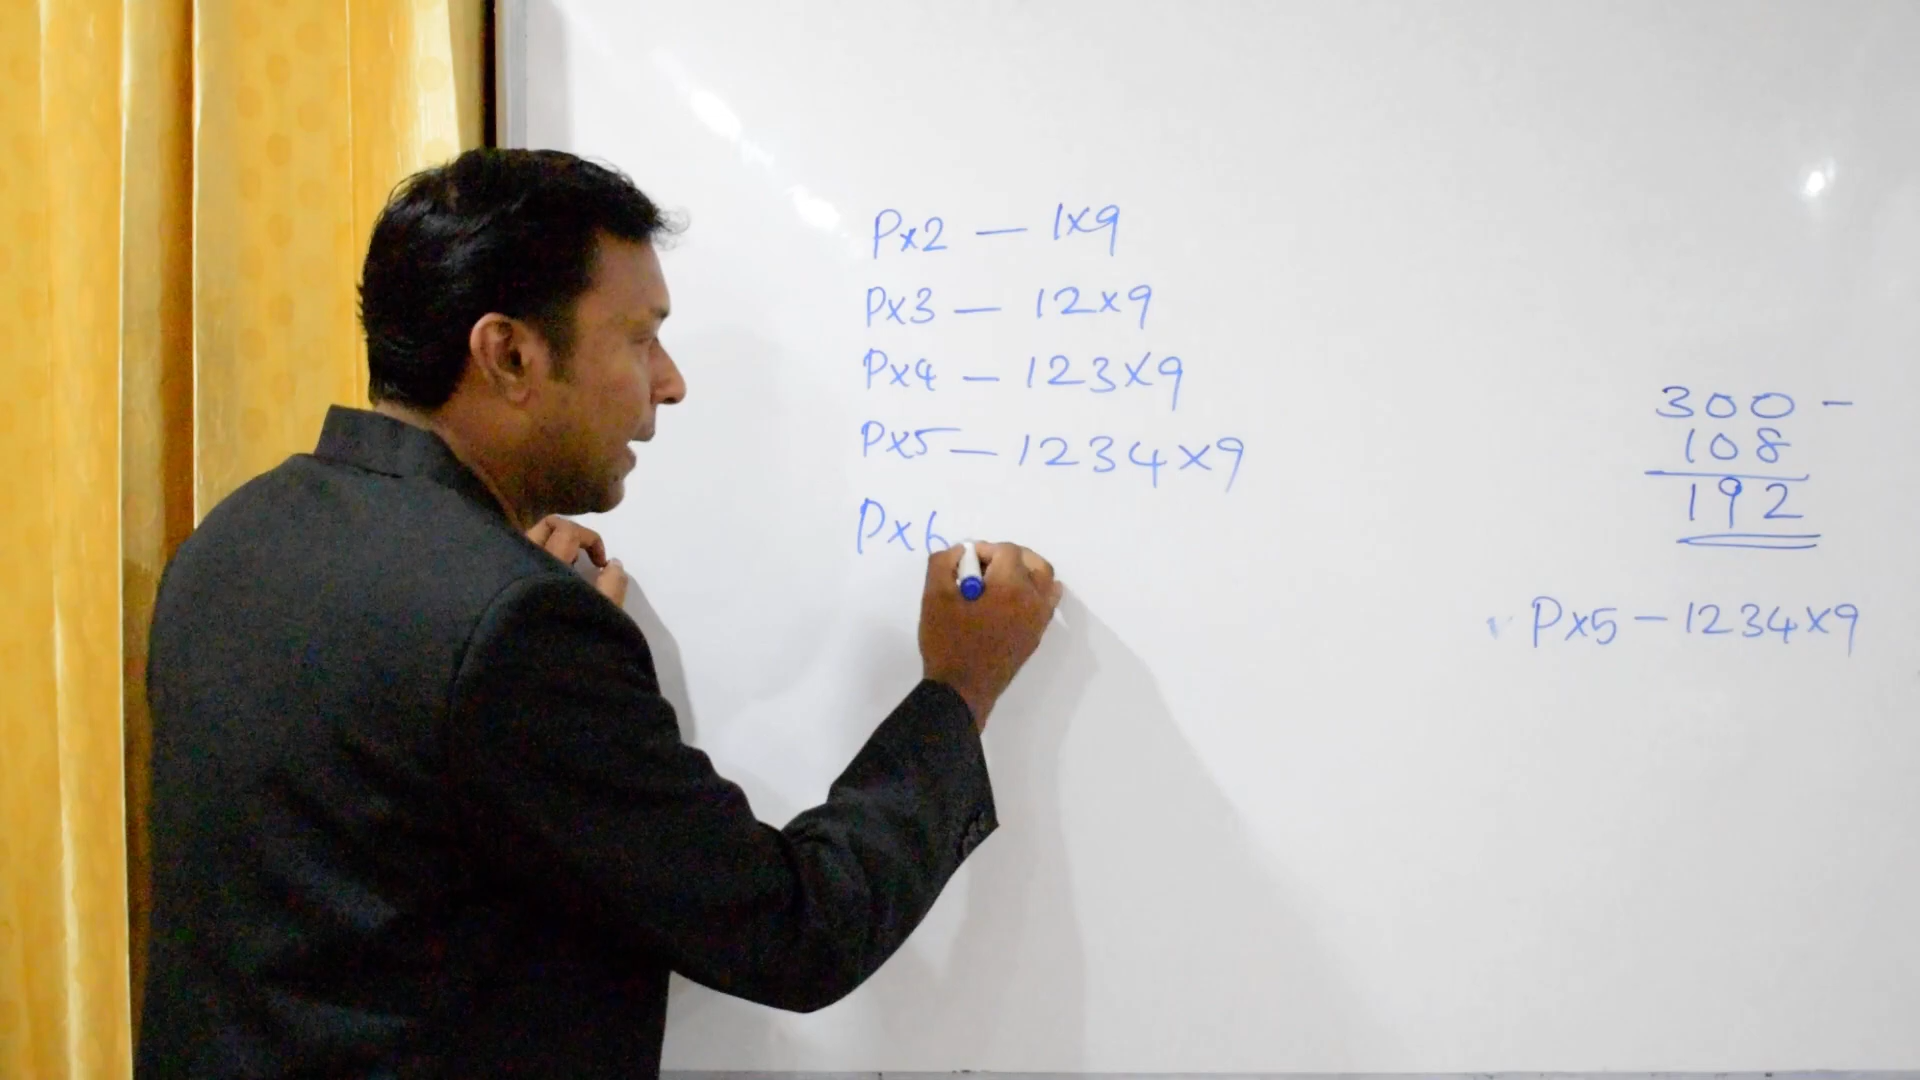 Px2 — 1x9
Px3 — 12x9
Px4 — 123x9
Px5 — 1234x9
Px6
300 -
108
192
Px5 - 1234x9